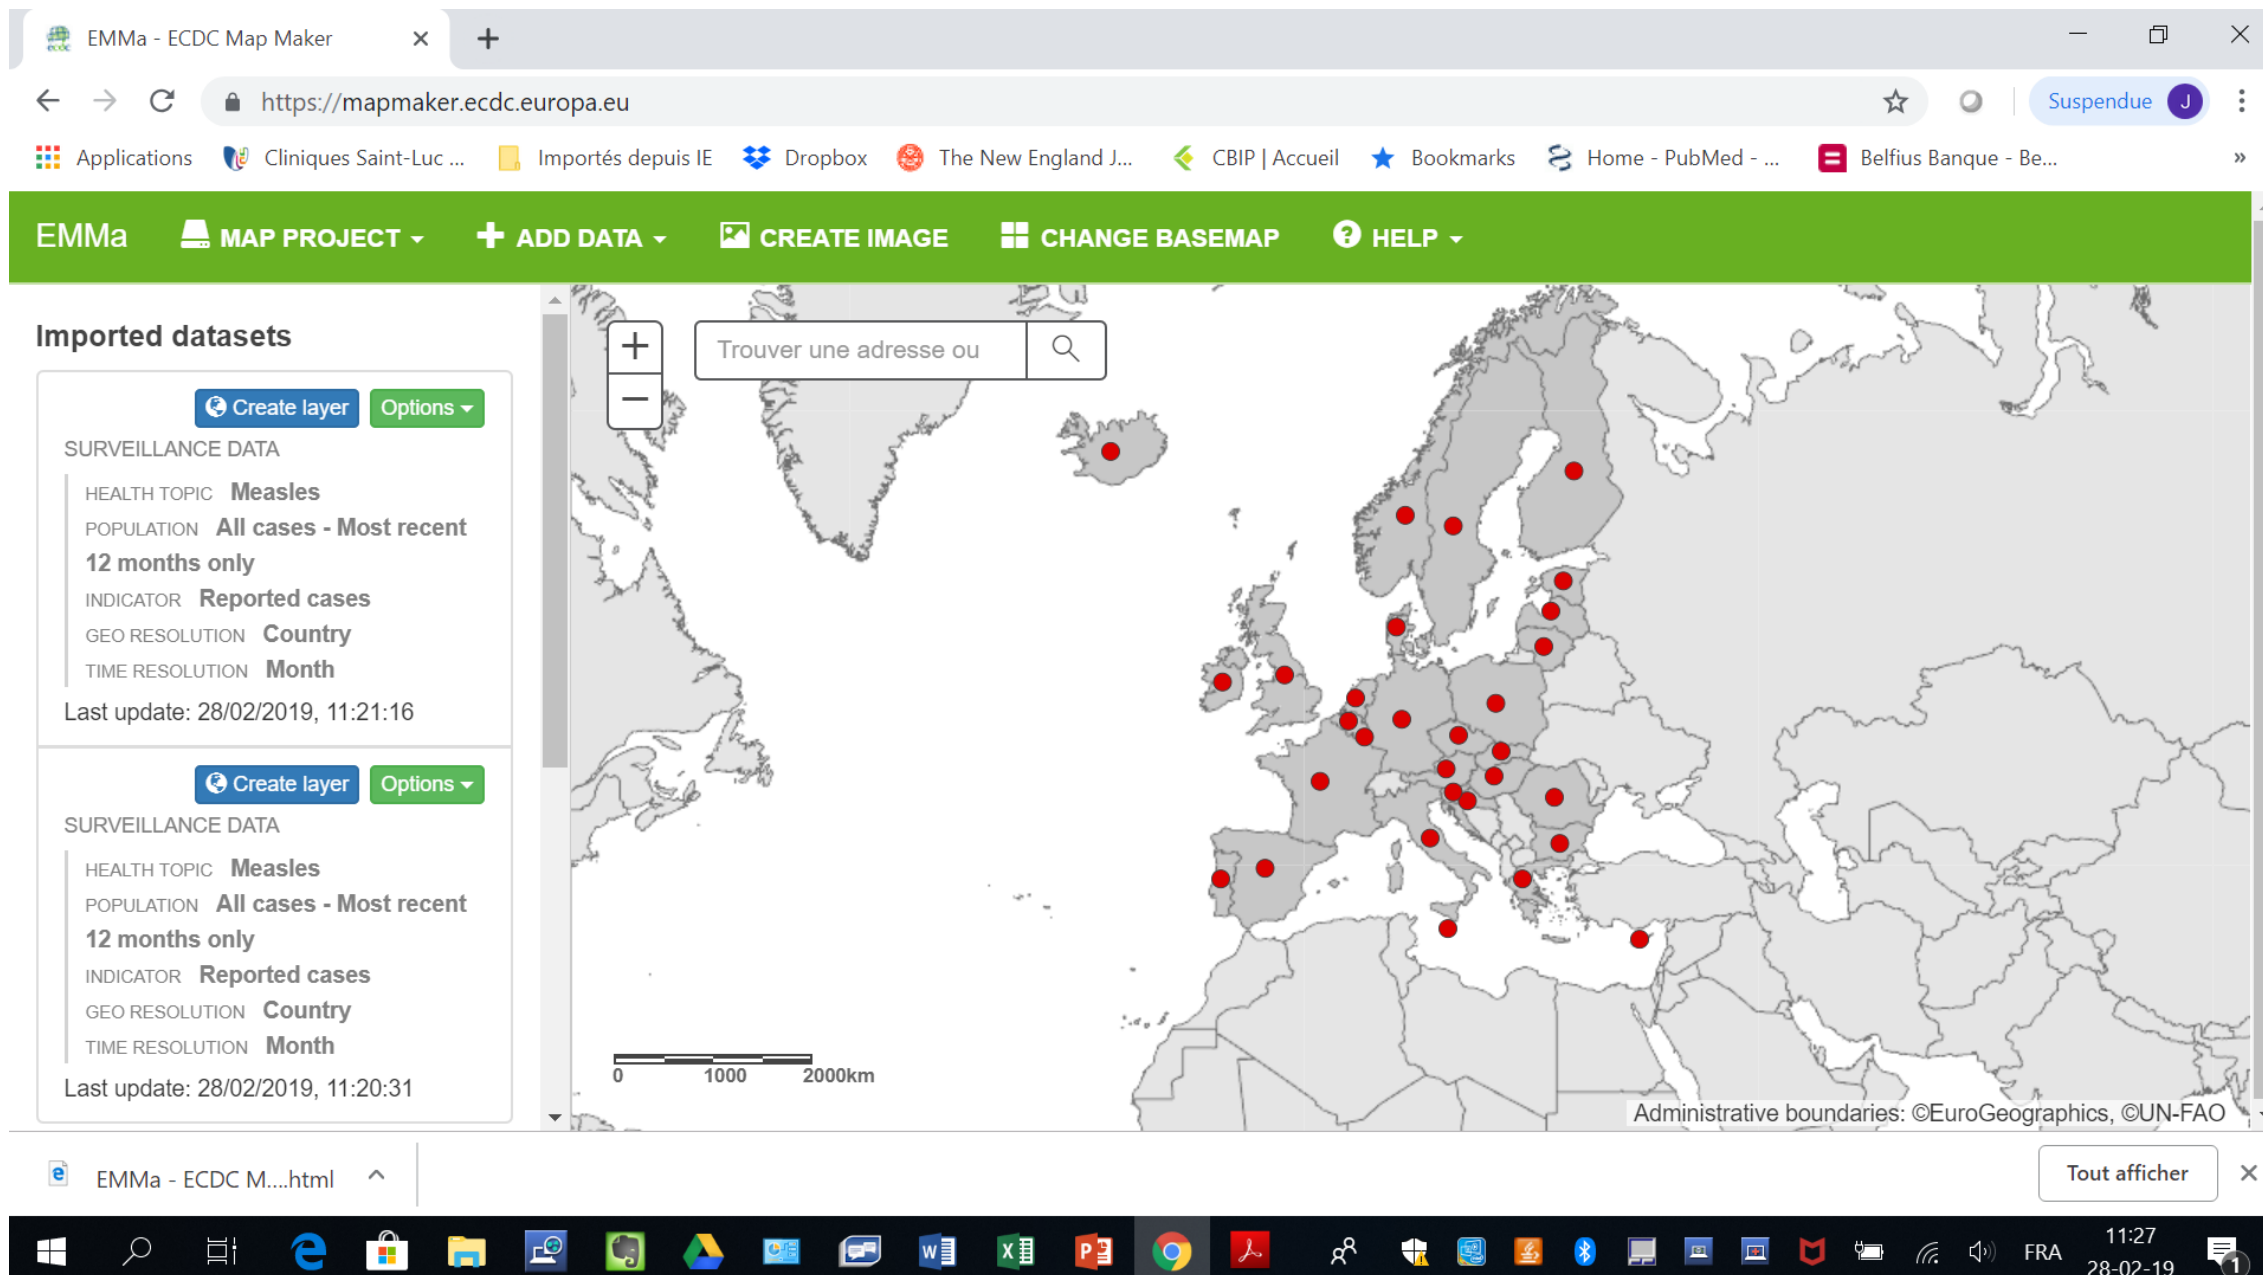 EMMa - ECDC Map Maker
https://mapmaker.ecdc.europa.eu
Suspendue J
Applications Cliniques Saint-Luc ... Importés depuis IE Dropbox The New England J... CBIP | Accueil Bookmarks Home - PubMed - ... Belfius Banque - Be... »
EMMa MAP PROJECT ADD DATA CREATE IMAGE CHANGE BASEMAP HELP
Imported datasets
Create layer Options
SURVEILLANCE DATA
HEALTH TOPIC Measles
POPULATION All cases - Most recent
12 months only
INDICATOR Reported cases
GEO RESOLUTION Country
TIME RESOLUTION Month
Last update: 28/02/2019, 11:21:16
Create layer Options
SURVEILLANCE DATA
HEALTH TOPIC Measles
POPULATION All cases - Most recent
12 months only
INDICATOR Reported cases
GEO RESOLUTION Country
TIME RESOLUTION Month
Last update: 28/02/2019, 11:20:31
Trouver une adresse ou
0 1000 2000km
Administrative boundaries: ©EuroGeographics, ©UN-FAO
EMMa - ECDC M....html
Tout afficher
FRA
11:27
28-02-19
1